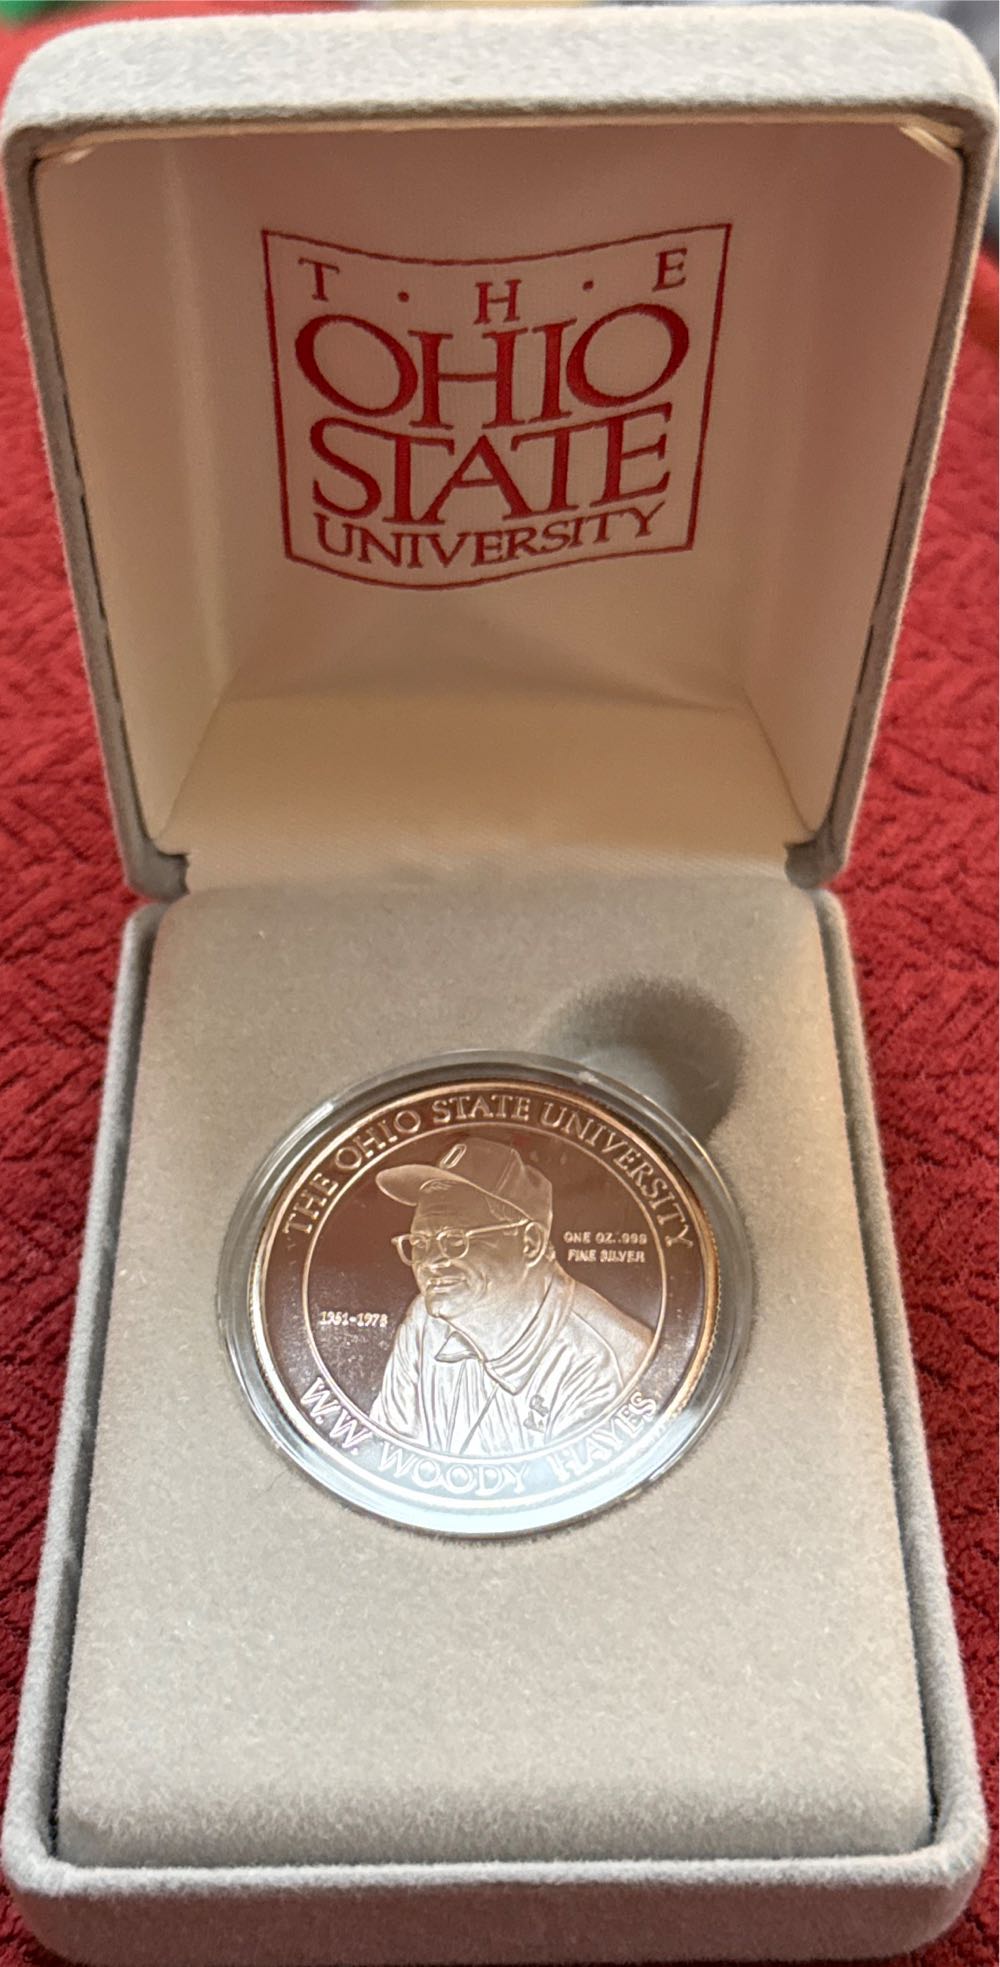 T · H · E
OHIO
STATE
UNIVERSITY
THE OHIO STATE UNIVERSITY
O
ONE OZ. .999
FINE SILVER
1951-1978
W.W. WOODY HAYES